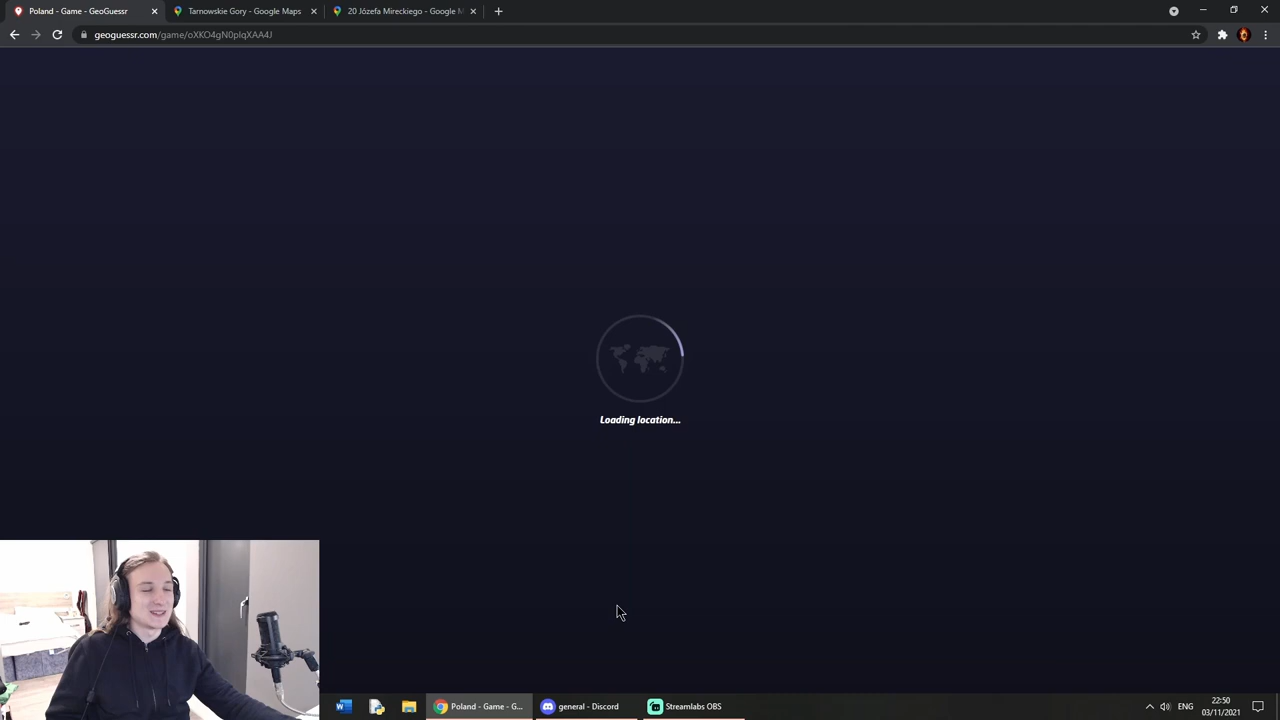 Poland - Game - GeoGuessr
Tarnowskie Gory - Google Maps
20 Józefa Mireckiego - Google M
geoguessr.com/game/oXKO4gN0plqXAA4J
Loading location...
Poland - Game - G...
general - Discord
Streamlabs OBS
ENG
22:50
03/11/2021